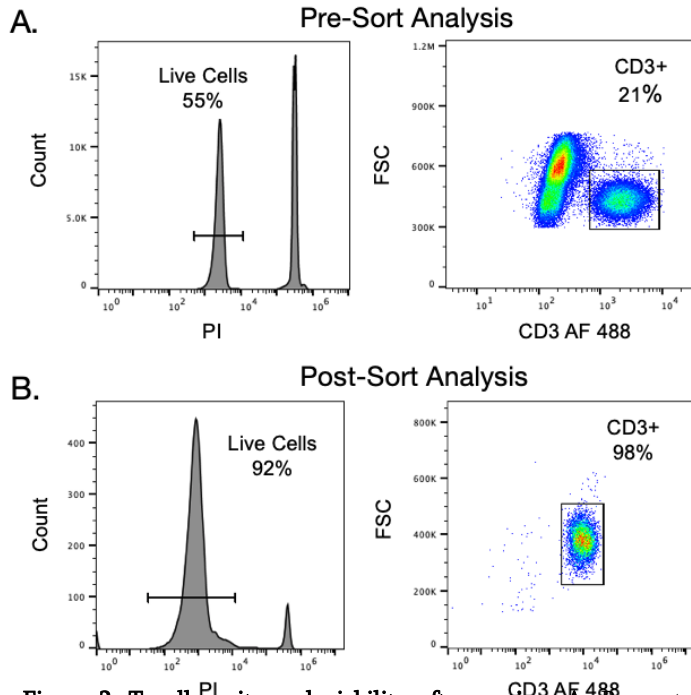 A.
Pre-Sort Analysis
Live Cells
55%
Count
15K
10K
5.0K
0
10^0 10^2 10^4 10^6
PI
CD3+
21%
FSC
1.2M
900K
600K
300K
0
10^1 10^2 10^3 10^4
CD3 AF 488
B.
Post-Sort Analysis
Live Cells
92%
Count
400
300
200
100
0
10^0 10^2 10^4 10^6
PI
CD3+
98%
FSC
800K
600K
400K
200K
0
10^0 10^2 10^4 10^6
CD3 AF 488